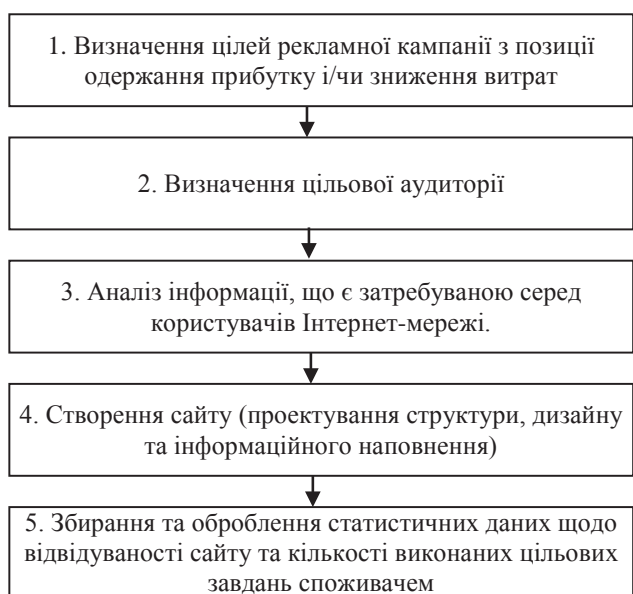 1. Визначення цілей рекламної кампанії з позиції
одержання прибутку і/чи зниження витрат
2. Визначення цільової аудиторії
3. Аналіз інформації, що є затребуваною серед
користувачів Інтернет-мережі.
4. Створення сайту (проектування структури, дизайну
та інформаційного наповнення)
5. Збирання та оброблення статистичних даних щодо
відвідуваності сайту та кількості виконаних цільових
завдань споживачем